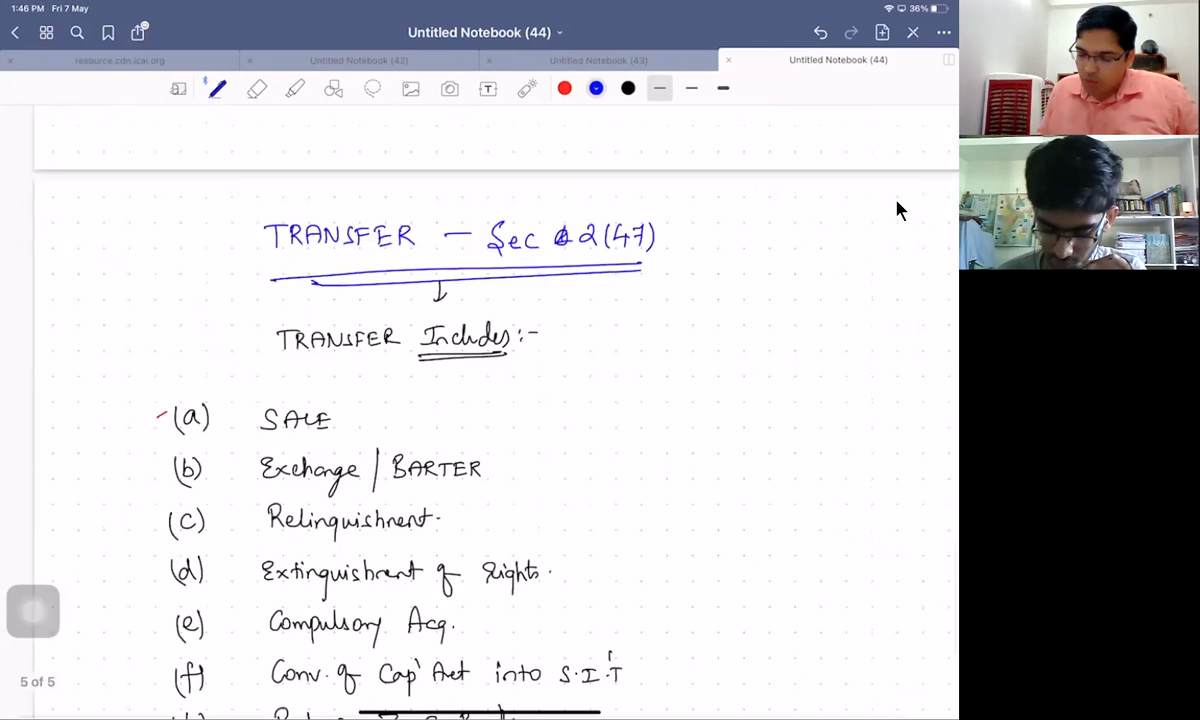 1:46 PM Fri 7 May
36%
Untitled Notebook (44)
resource.cdn.icai.org
Untitled Notebook (42)
Untitled Notebook (43)
Untitled Notebook (44)
TRANSFER — Sec 2(47)
TRANSFER Includes:-
(a) SALE
(b) Exchange / BARTER
(c) Relinquishment.
(d) Extinguishment of rights.
(e) Compulsory Acq.
(f) Conv. of Cap' Aet into S.I.T
5 of 5